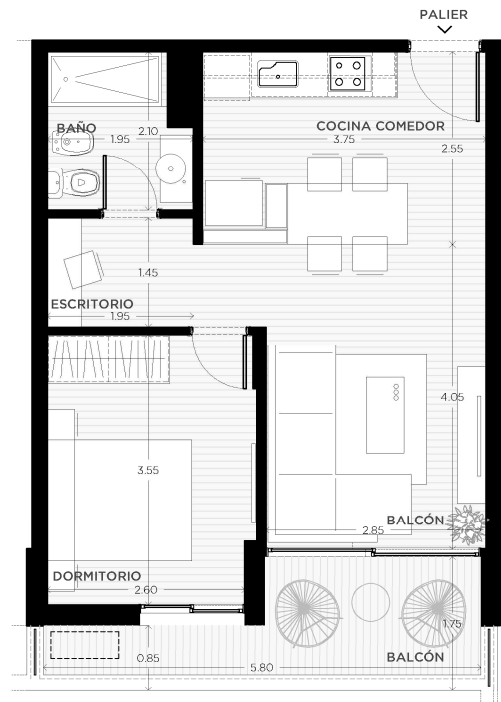 PALIER
BAÑO
2.10
1.95
COCINA COMEDOR
3.75
2.55
1.45
ESCRITORIO
1.95
4.05
3.55
BALCÓN
2.85
DORMITORIO
2.60
1.75
0.85
BALCÓN
5.80